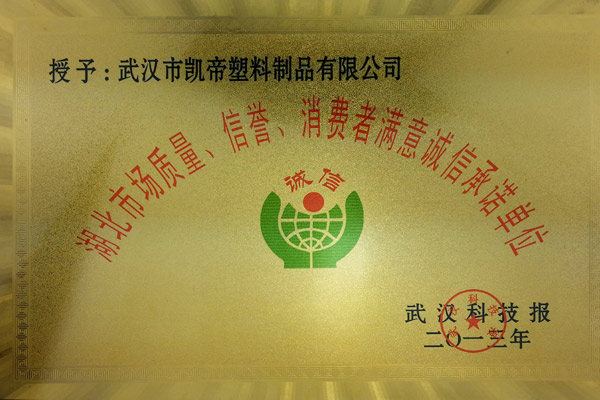 授予：武汉市凯帝塑料制品有限公司
湖北市场质量、信誉、消费者满意诚信承诺单位
诚信
武汉科技报
二〇一三年